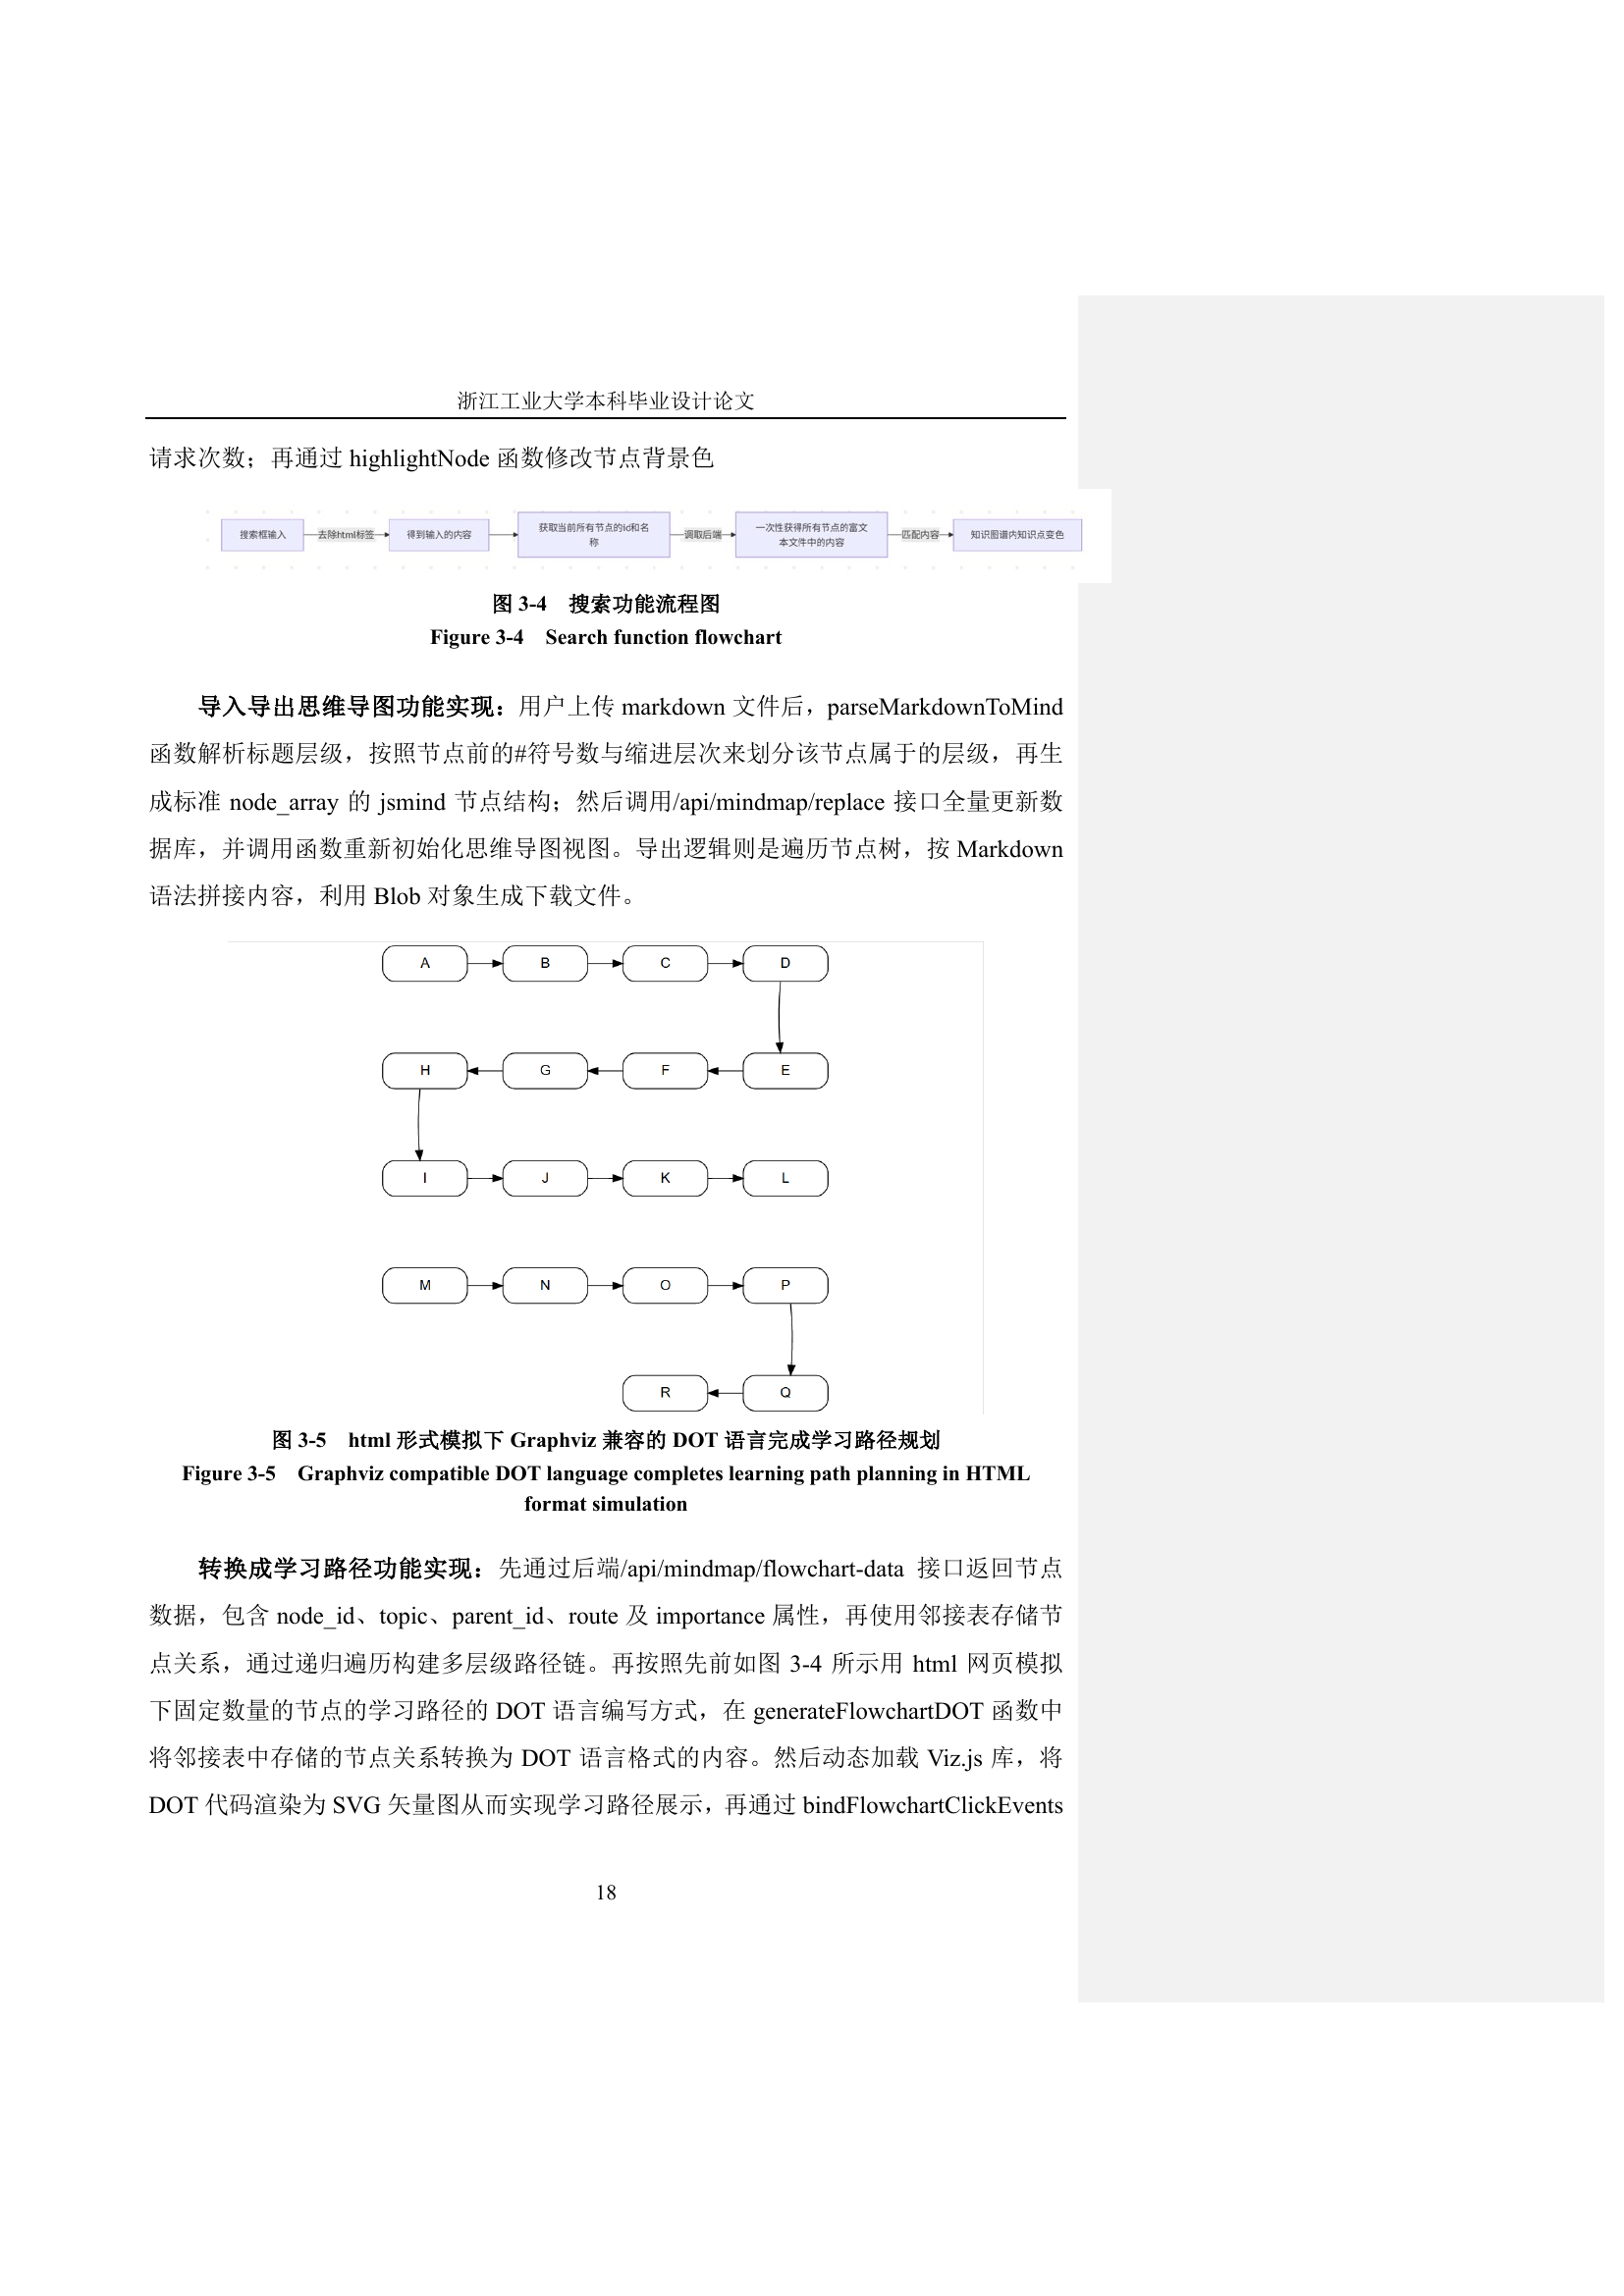 浙江工业大学本科毕业设计论文
请求次数；再通过 highlightNode 函数修改节点背景色
搜索框输入 去除html标签 得到输入的内容 获取当前所有节点的id和名 调取后端 一次性获得所有节点的富文 匹配内容 知识图谱内知识点变色
称 本文件中的内容
图 3-4 搜索功能流程图
Figure 3-4 Search function flowchart
导入导出思维导图功能实现：用户上传 markdown 文件后，parseMarkdownToMind
函数解析标题层级，按照节点前的#符号数与缩进层次来划分该节点属于的层级，再生
成标准 node_array 的 jsmind 节点结构；然后调用/api/mindmap/replace 接口全量更新数
据库，并调用函数重新初始化思维导图视图。导出逻辑则是遍历节点树，按 Markdown
语法拼接内容，利用 Blob 对象生成下载文件。
A B C D
H G F E
I J K L
M N O P
R Q
图 3-5 html 形式模拟下 Graphviz 兼容的 DOT 语言完成学习路径规划
Figure 3-5 Graphviz compatible DOT language completes learning path planning in HTML
format simulation
转换成学习路径功能实现：先通过后端/api/mindmap/flowchart-data 接口返回节点
数据，包含 node_id、topic、parent_id、route 及 importance 属性，再使用邻接表存储节
点关系，通过递归遍历构建多层级路径链。再按照先前如图 3-4 所示用 html 网页模拟
下固定数量的节点的学习路径的 DOT 语言编写方式，在 generateFlowchartDOT 函数中
将邻接表中存储的节点关系转换为 DOT 语言格式的内容。然后动态加载 Viz.js 库，将
DOT 代码渲染为 SVG 矢量图从而实现学习路径展示，再通过 bindFlowchartClickEvents
18